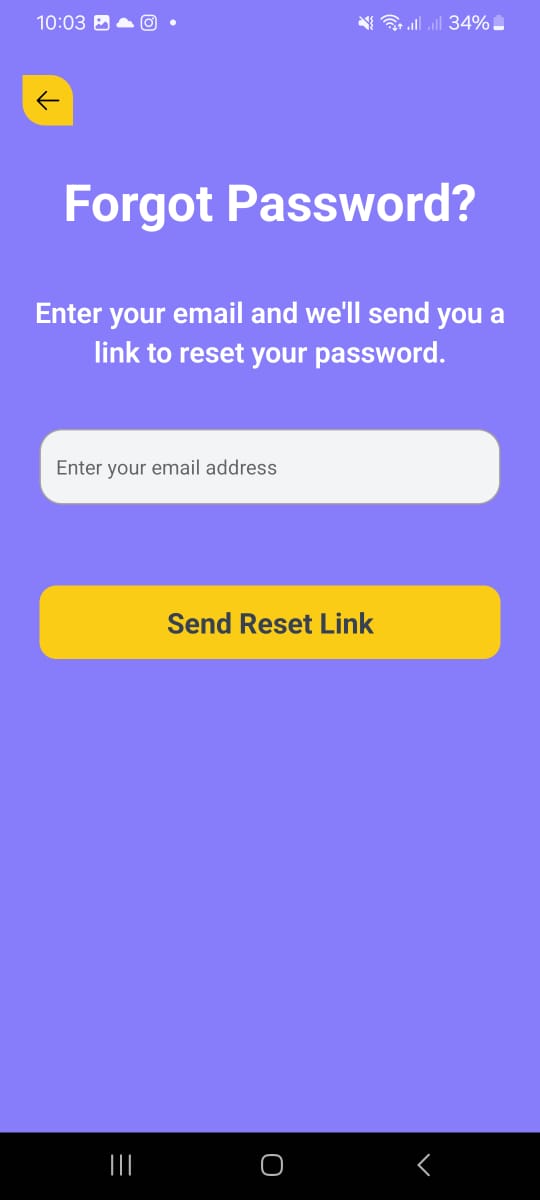 10:03
34%
Forgot Password?
Enter your email and we'll send you a
link to reset your password.
Enter your email address
Send Reset Link